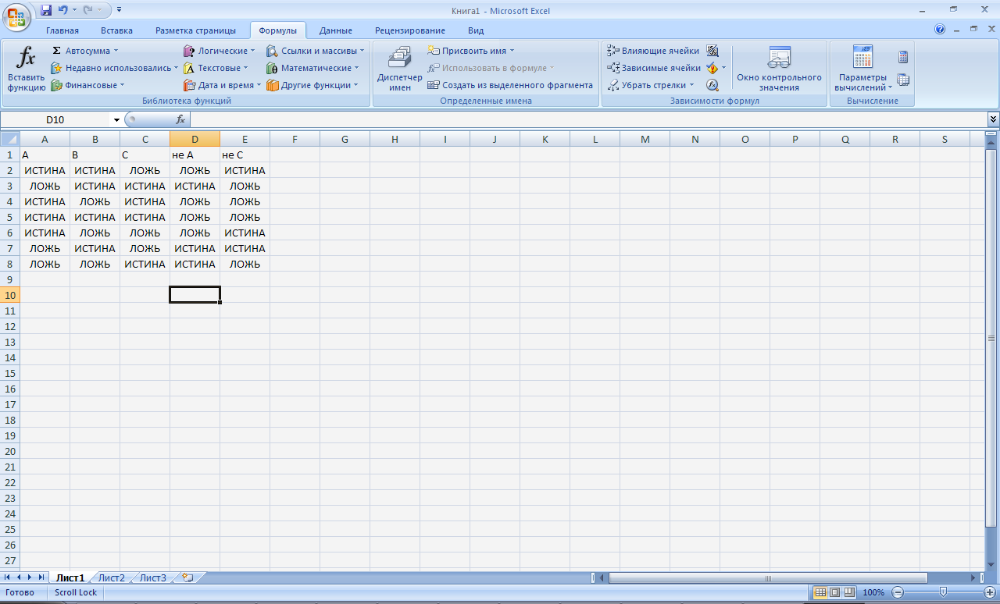 Книга1 - Microsoft Excel
Главная Вставка Разметка страницы Формулы Данные Рецензирование Вид
fx Σ Автосумма Логические Ссылки и массивы Присвоить имя Влияющие ячейки
Вставить функцию Недавно использовались Текстовые Математические Диспетчер имен Использовать в формуле Зависимые ячейки Окно контрольного значения Параметры вычислений
Финансовые Дата и время Другие функции Создать из выделенного фрагмента Убрать стрелки
Библиотека функций Определенные имена Зависимости формул Вычисление
D10 fx
A B C D E F G H I J K L M N O P Q R S
1 A B C не A не C
2 ИСТИНА ИСТИНА ЛОЖЬ ЛОЖЬ ИСТИНА
3 ЛОЖЬ ИСТИНА ИСТИНА ИСТИНА ЛОЖЬ
4 ИСТИНА ЛОЖЬ ИСТИНА ЛОЖЬ ЛОЖЬ
5 ИСТИНА ИСТИНА ИСТИНА ЛОЖЬ ЛОЖЬ
6 ИСТИНА ЛОЖЬ ЛОЖЬ ЛОЖЬ ИСТИНА
7 ЛОЖЬ ИСТИНА ЛОЖЬ ИСТИНА ИСТИНА
8 ЛОЖЬ ЛОЖЬ ИСТИНА ИСТИНА ЛОЖЬ
9
10
11
12
13
14
15
16
17
18
19
20
21
22
23
24
25
26
27
Лист1 Лист2 Лист3
Готово Scroll Lock 100%